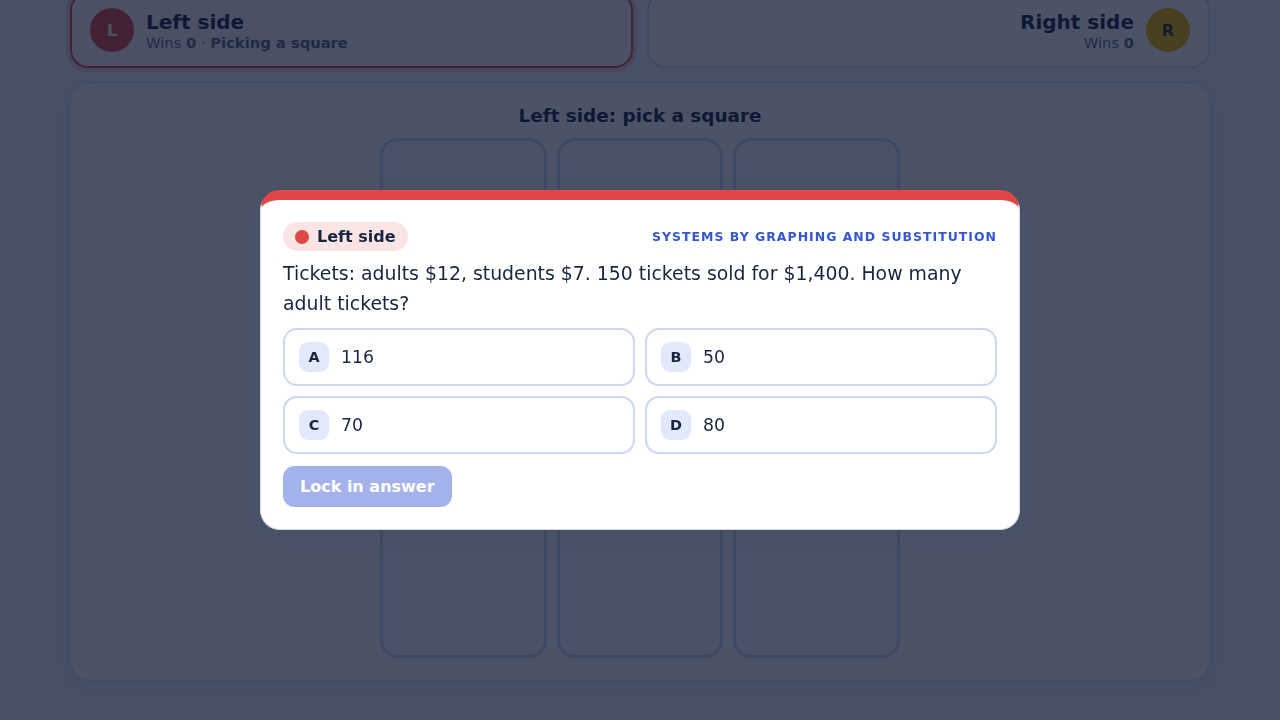 L
Left side
Wins 0 · Picking a square
Right side
Wins 0
R
Left side: pick a square
Left side
SYSTEMS BY GRAPHING AND SUBSTITUTION
Tickets: adults $12, students $7. 150 tickets sold for $1,400. How many
adult tickets?
A 116
B 50
C 70
D 80
Lock in answer